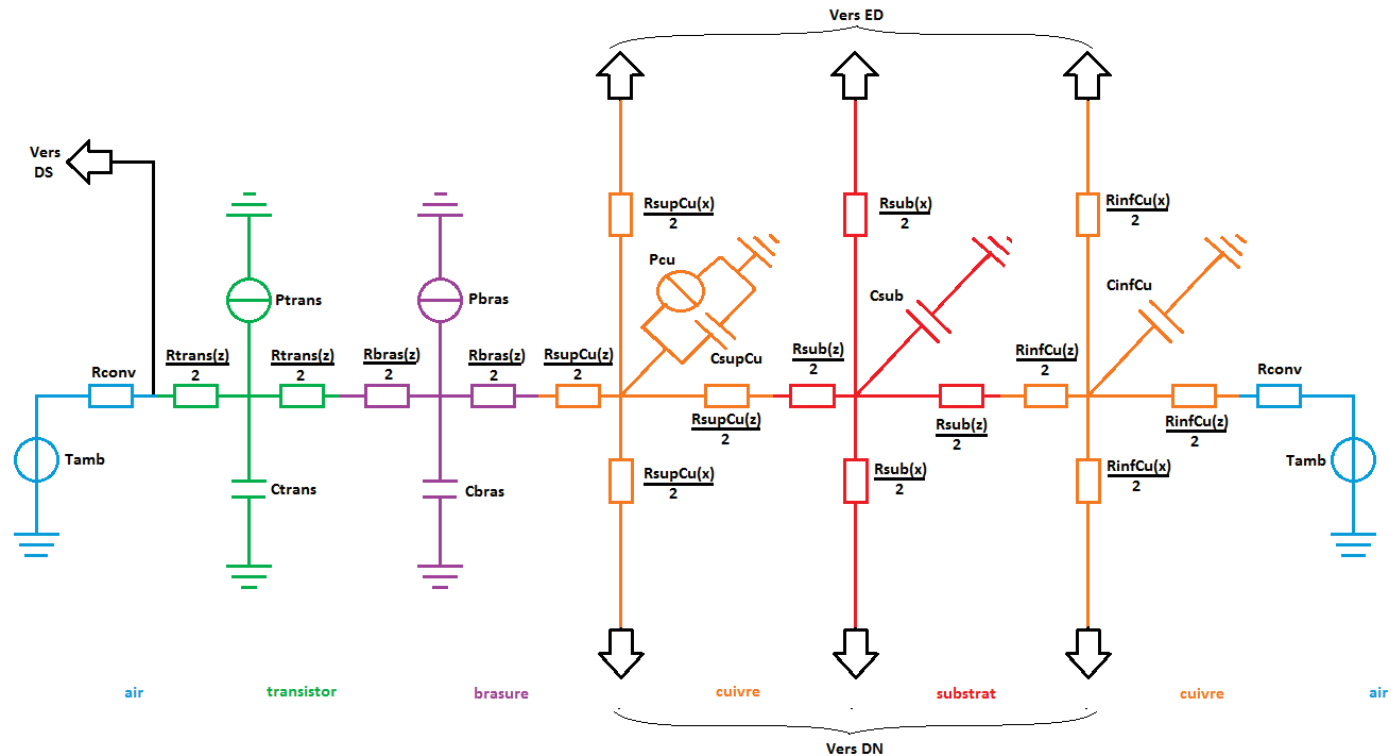 Vers ED
Vers
DS
RsupCu(x)
2
Rsub(x)
2
RinfCu(x)
2
Pcu
Ptrans
Pbras
Csub
CinfCu
CsupCu
Rconv
Rtrans(z)
2
Rtrans(z)
2
Rbras(z)
2
Rbras(z)
2
RsupCu(z)
2
RsupCu(z)
2
Rsub(z)
2
Rsub(z)
2
RinfCu(z)
2
RinfCu(z)
2
Rconv
Tamb
Ctrans
Cbras
RsupCu(x)
2
Rsub(x)
2
RinfCu(x)
2
Tamb
air
transistor
brasure
cuivre
substrat
cuivre
air
Vers DN